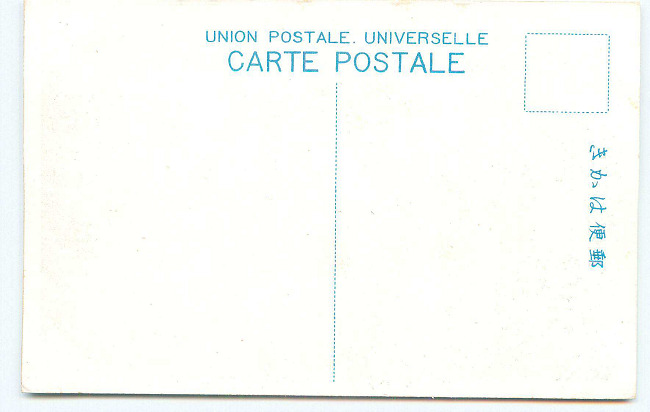 UNION POSTALE. UNIVERSELLE
CARTE POSTALE
郵便はかき